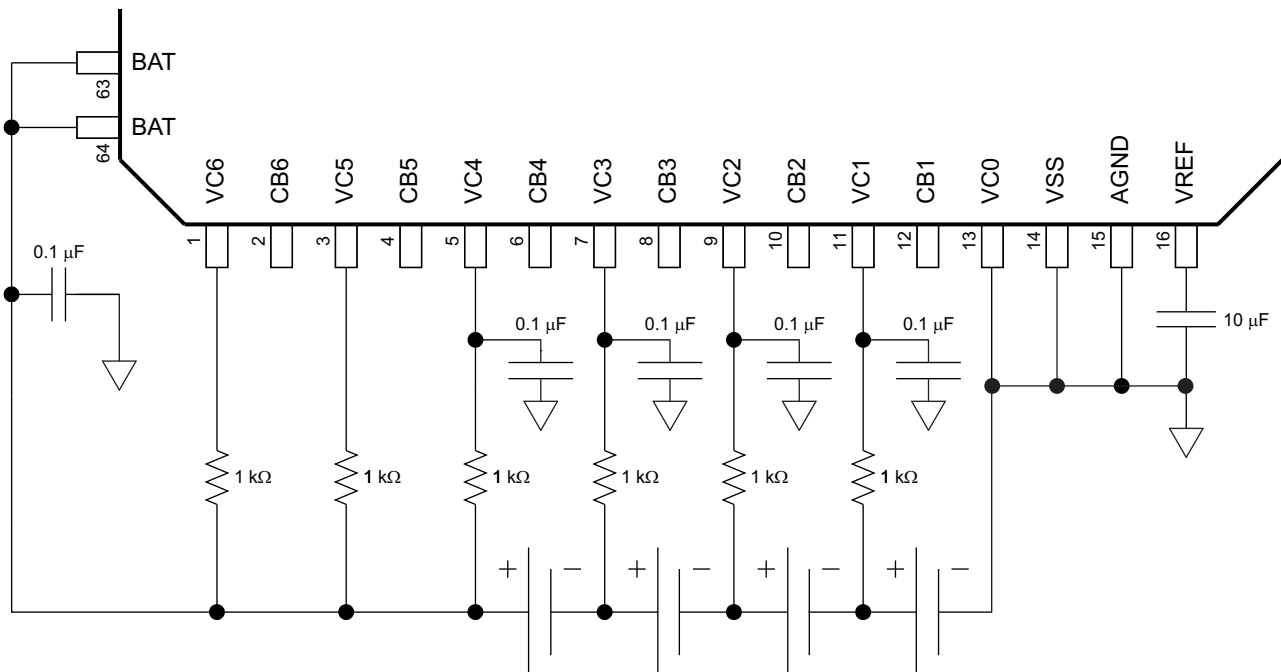 BAT
63
BAT
64
VC6
CB6
VC5
CB5
VC4
CB4
VC3
CB3
VC2
CB2
VC1
CB1
VC0
VSS
AGND
VREF
1
2
3
4
5
6
7
8
9
10
11
12
13
14
15
16
0.1 μF
0.1 μF
0.1 μF
0.1 μF
0.1 μF
10 μF
1 kΩ
1 kΩ
1 kΩ
1 kΩ
1 kΩ
1 kΩ
+ −
+ −
+ −
+ −